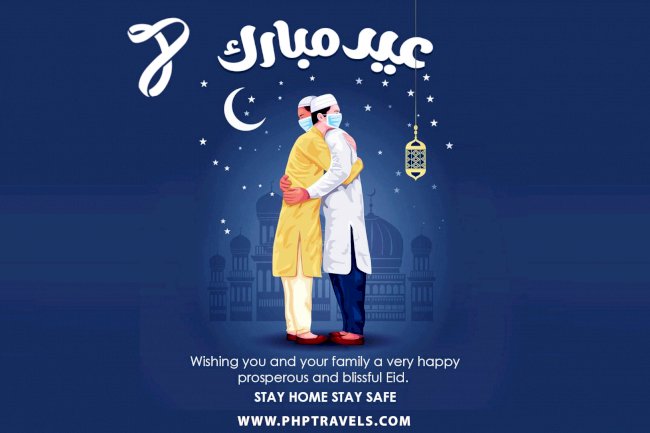 عيد مبارك
Wishing you and your family a very happy
prosperous and blissful Eid.
STAY HOME STAY SAFE
WWW.PHPTRAVELS.COM